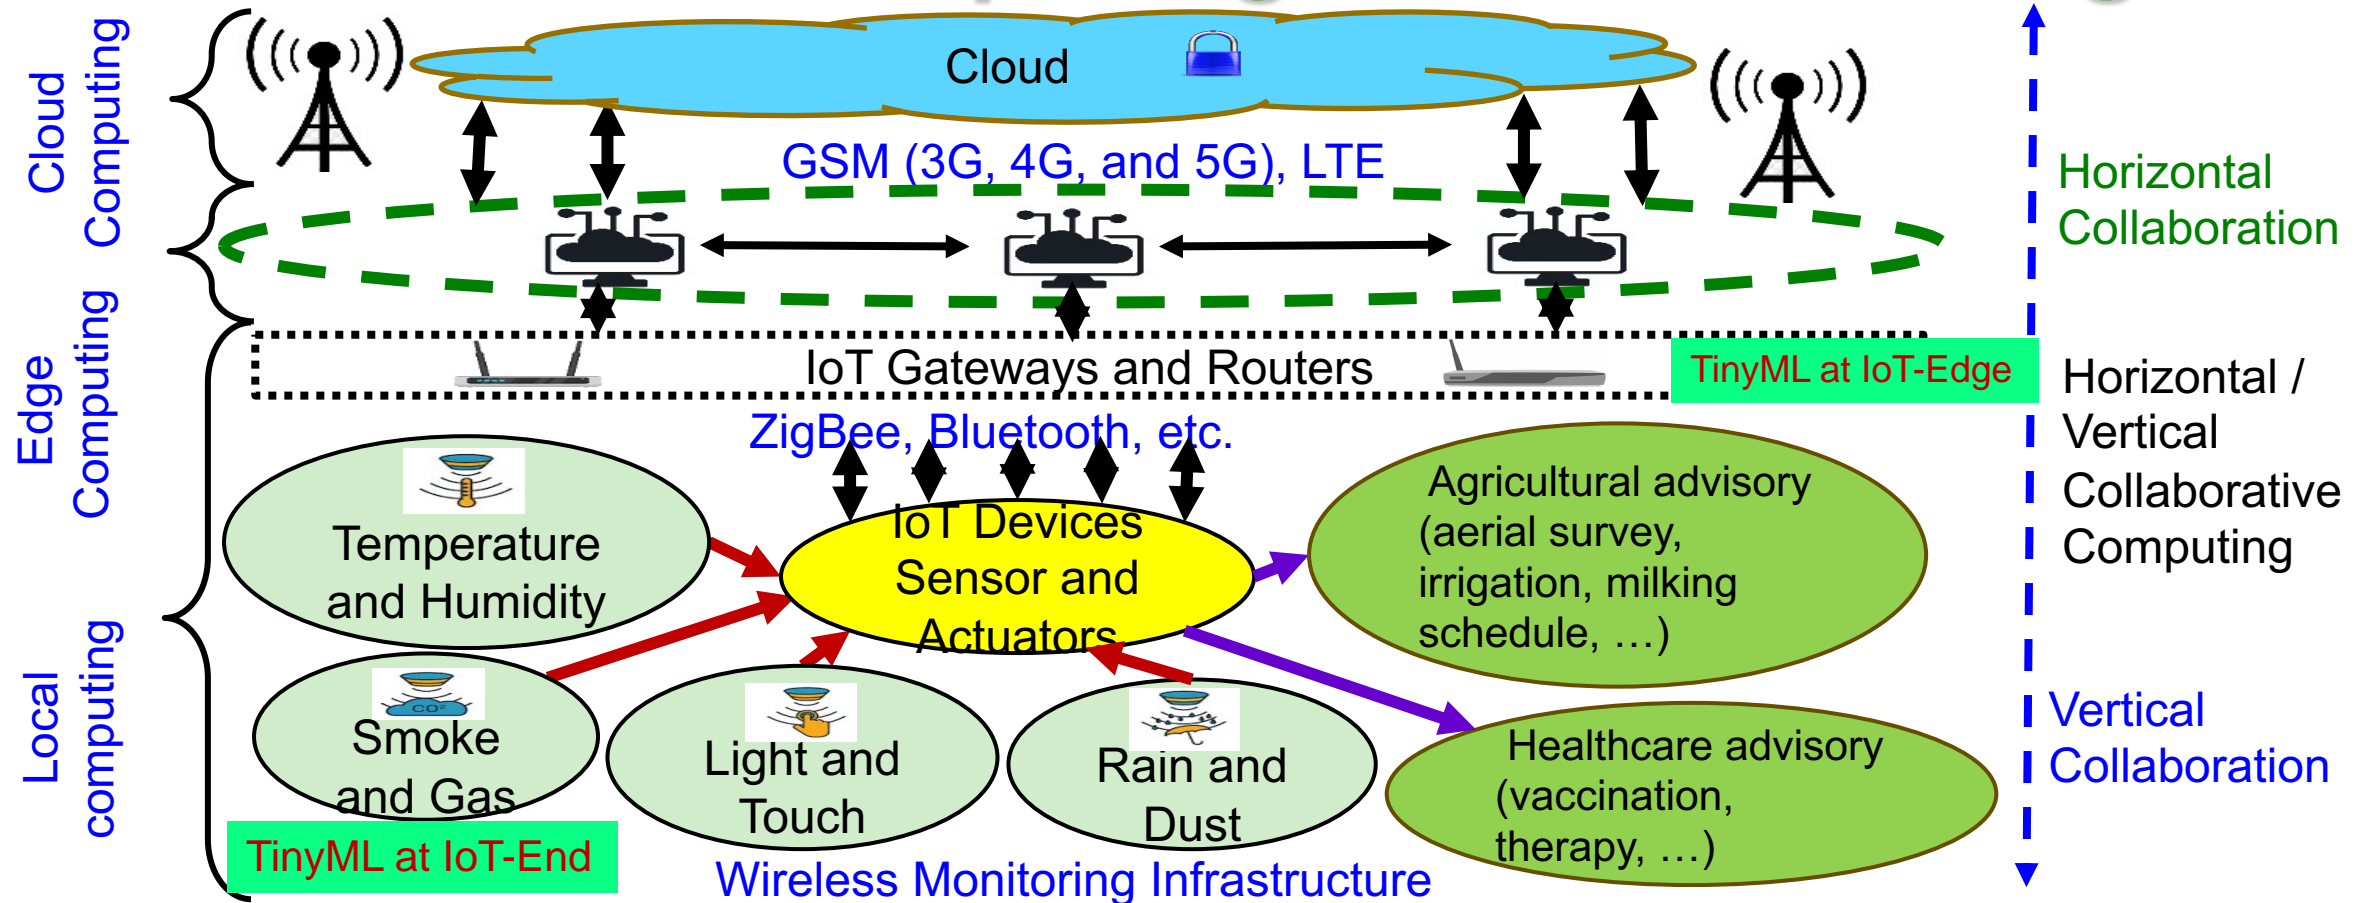 Cloud
Computing
Cloud
GSM (3G, 4G, and 5G), LTE
Horizontal
Collaboration
Edge
Computing
IoT Gateways and Routers
TinyML at IoT-Edge
Horizontal /
Vertical
Collaborative
Computing
ZigBee, Bluetooth, etc.
Temperature
and Humidity
IoT Devices
Sensor and
Actuators
Agricultural advisory
(aerial survey,
irrigation, milking
schedule, …)
Local
computing
CO²
Smoke
and Gas
Light and
Touch
Rain and
Dust
Healthcare advisory
(vaccination,
therapy, …)
Vertical
Collaboration
TinyML at IoT-End
Wireless Monitoring Infrastructure